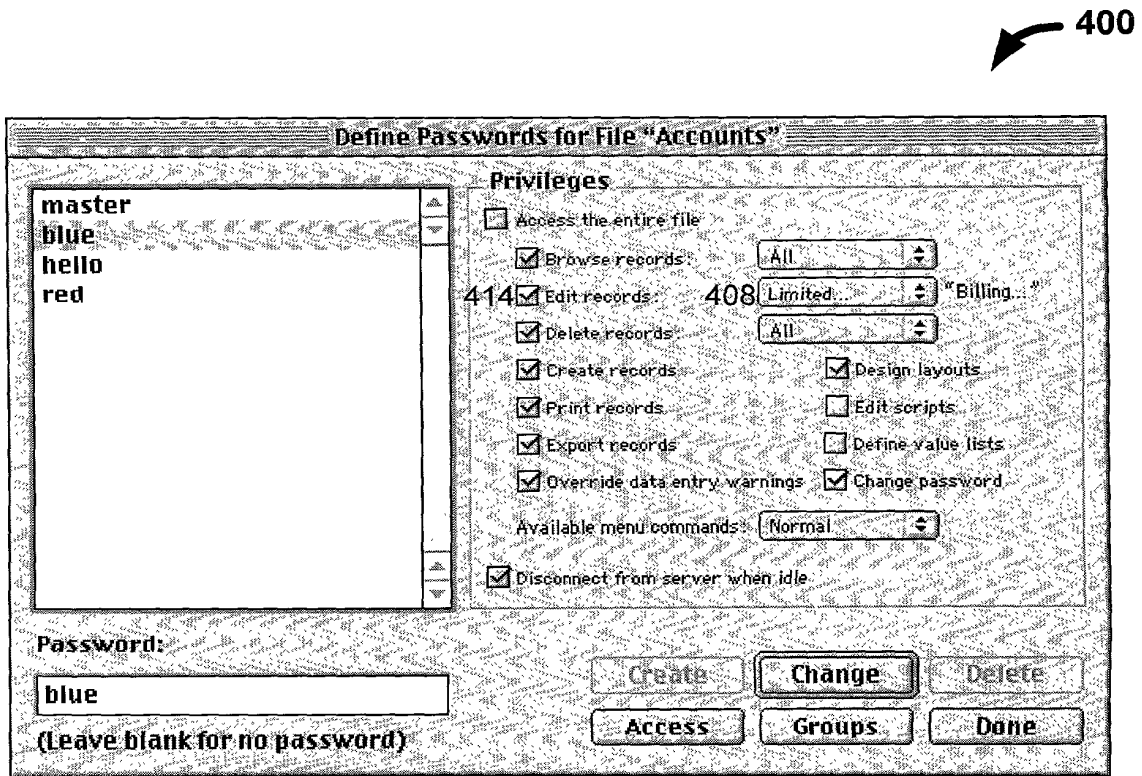 400
Define Passwords for File "Accounts"
master
blue
hello
red
Privileges
Access the entire file
Browse records: All
414 Edit records: 408 Limited... "Billing..."
Delete records: All
Create records Design layouts
Print records Edit scripts
Export records Define value lists
Override data entry warnings Change password
Available menu commands: Normal
Disconnect from server when idle
Password:
blue
(Leave blank for no password)
Create Change Delete
Access Groups Done